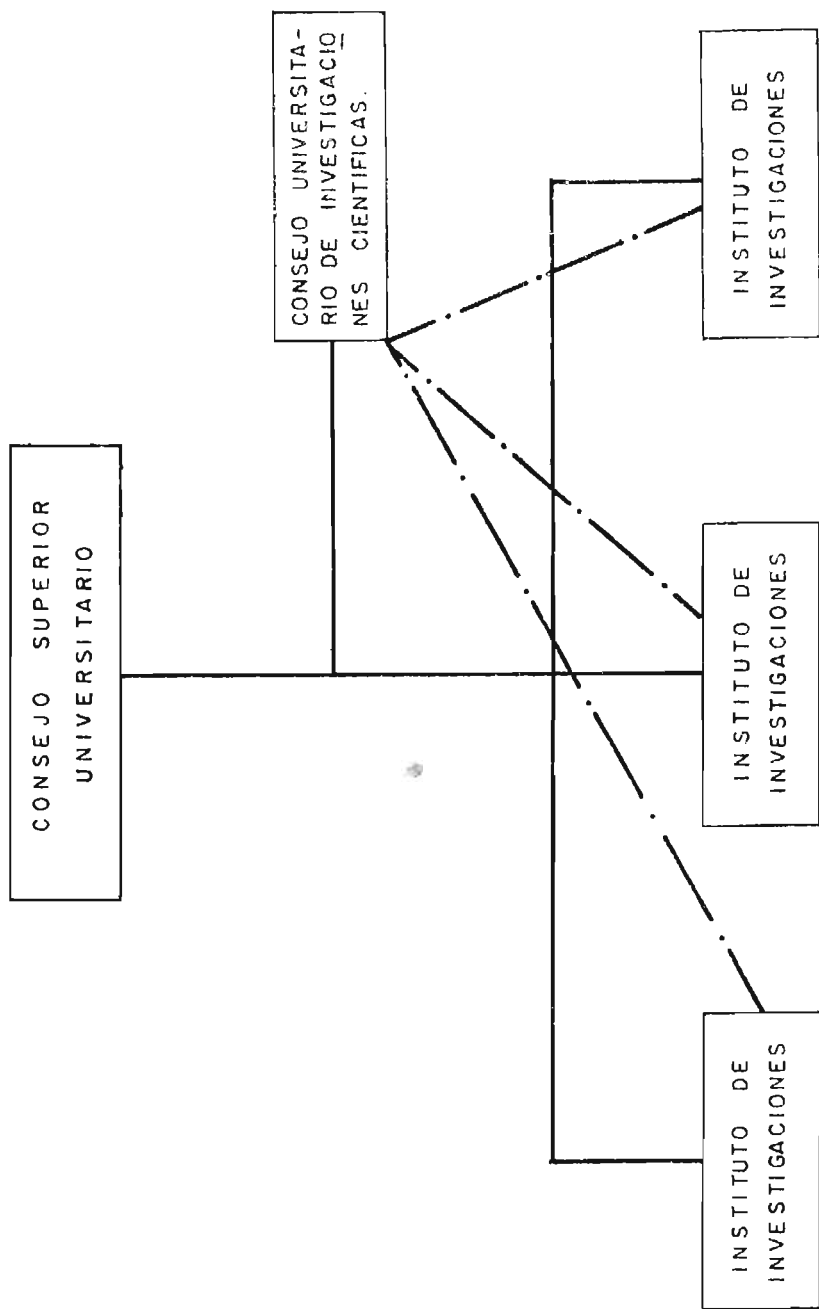 CONSEJO SUPERIOR
UNIVERSITARIO
CONSEJO UNIVERSITA-
RIO DE INVESTIGACIO
NES CIENTIFICAS.
INSTITUTO DE
INVESTIGACIONES
INSTITUTO DE
INVESTIGACIONES
INSTITUTO DE
INVESTIGACIONES